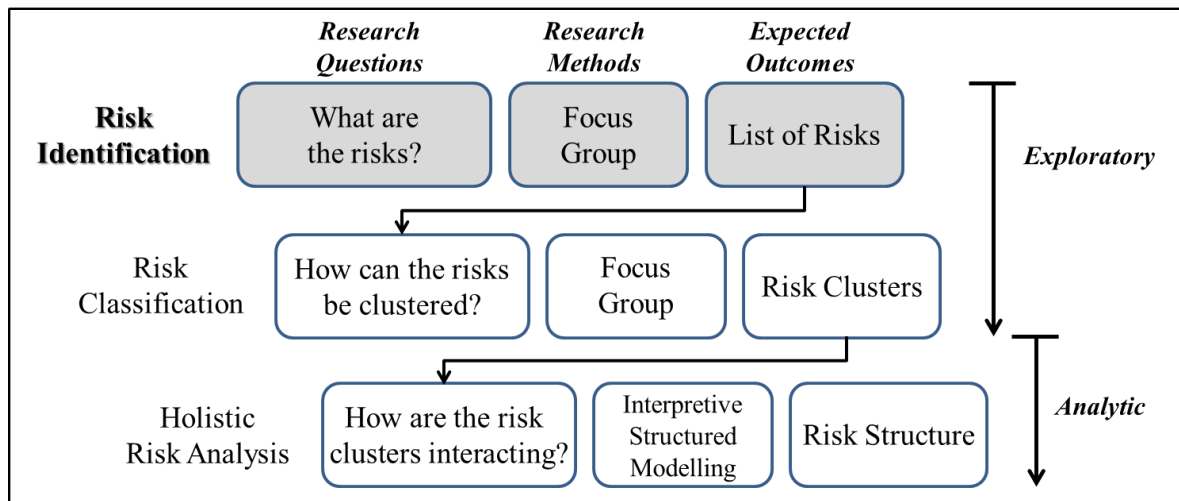 Research
Questions
Research
Methods
Expected
Outcomes
Risk
Identification
What are
the risks?
Focus
Group
List of Risks
Exploratory
Risk
Classification
How can the risks
be clustered?
Focus
Group
Risk Clusters
Holistic
Risk Analysis
How are the risk
clusters interacting?
Interpretive
Structured
Modelling
Risk Structure
Analytic